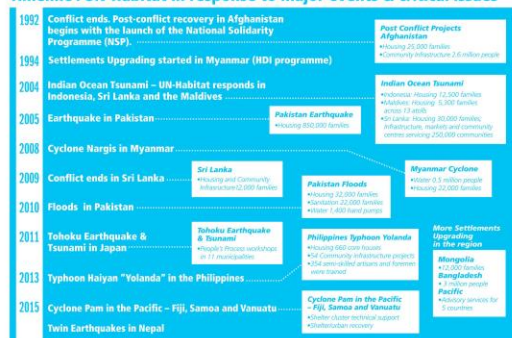 1992
Conflict ends. Post-conflict recovery in Afghanistan
begins with the launch of the National Solidarity
Programme (NSP).
Post Conflict Projects
Afghanistan
•Housing 25,000 families
•Community Infrastructure 2.6 million people
1994
Settlements Upgrading started in Myanmar (HDI programme)
2004
Indian Ocean Tsunami – UN-Habitat responds in
Indonesia, Sri Lanka and the Maldives
Indian Ocean Tsunami
•Indonesia: Housing 12,500 families
•Maldives: Housing 5,300 families
across 13 atolls
•Sri Lanka: Housing 30,000 families;
Infrastructure, markets and community
centres servicing 250,000 communities
2005
Earthquake in Pakistan
Pakistan Earthquake
•Housing 650,000 families
2008
Cyclone Nargis in Myanmar
Myanmar Cyclone
•Water 0.5 million people
•Housing 22,000 families
2009
Conflict ends in Sri Lanka
Sri Lanka
•Housing and Community
Infrastructure
2010
Floods in Pakistan
Pakistan Floods
•Housing 32,000 families
•Sanitation 22,000 families
•Water 1,400 hand pumps
2011
Tohoku Earthquake &
Tsunami in Japan
Tohoku Earthquake
& Tsunami
•People's Process workshops
in 11 municipalities
2013
Typhoon Haiyan "Yolanda" in the Philippines
Philippines Typhoon Yolanda
•Housing 660 core houses
•54 Community infrastructure projects
semi-skilled artisans and foremen
were trained
2015
Cyclone Pam in the Pacific – Fiji, Samoa and Vanuatu
Twin Earthquakes in Nepal
Cyclone Pam in the Pacific
– Fiji, Samoa and Vanuatu
•Shelter cluster technical support
•Shelter/urban recovery
More Settlements
Upgrading
in the region
Mongolia
•12,000 families
Bangladesh
• 3 million people
Pacific
•Advisory services for
5 countries